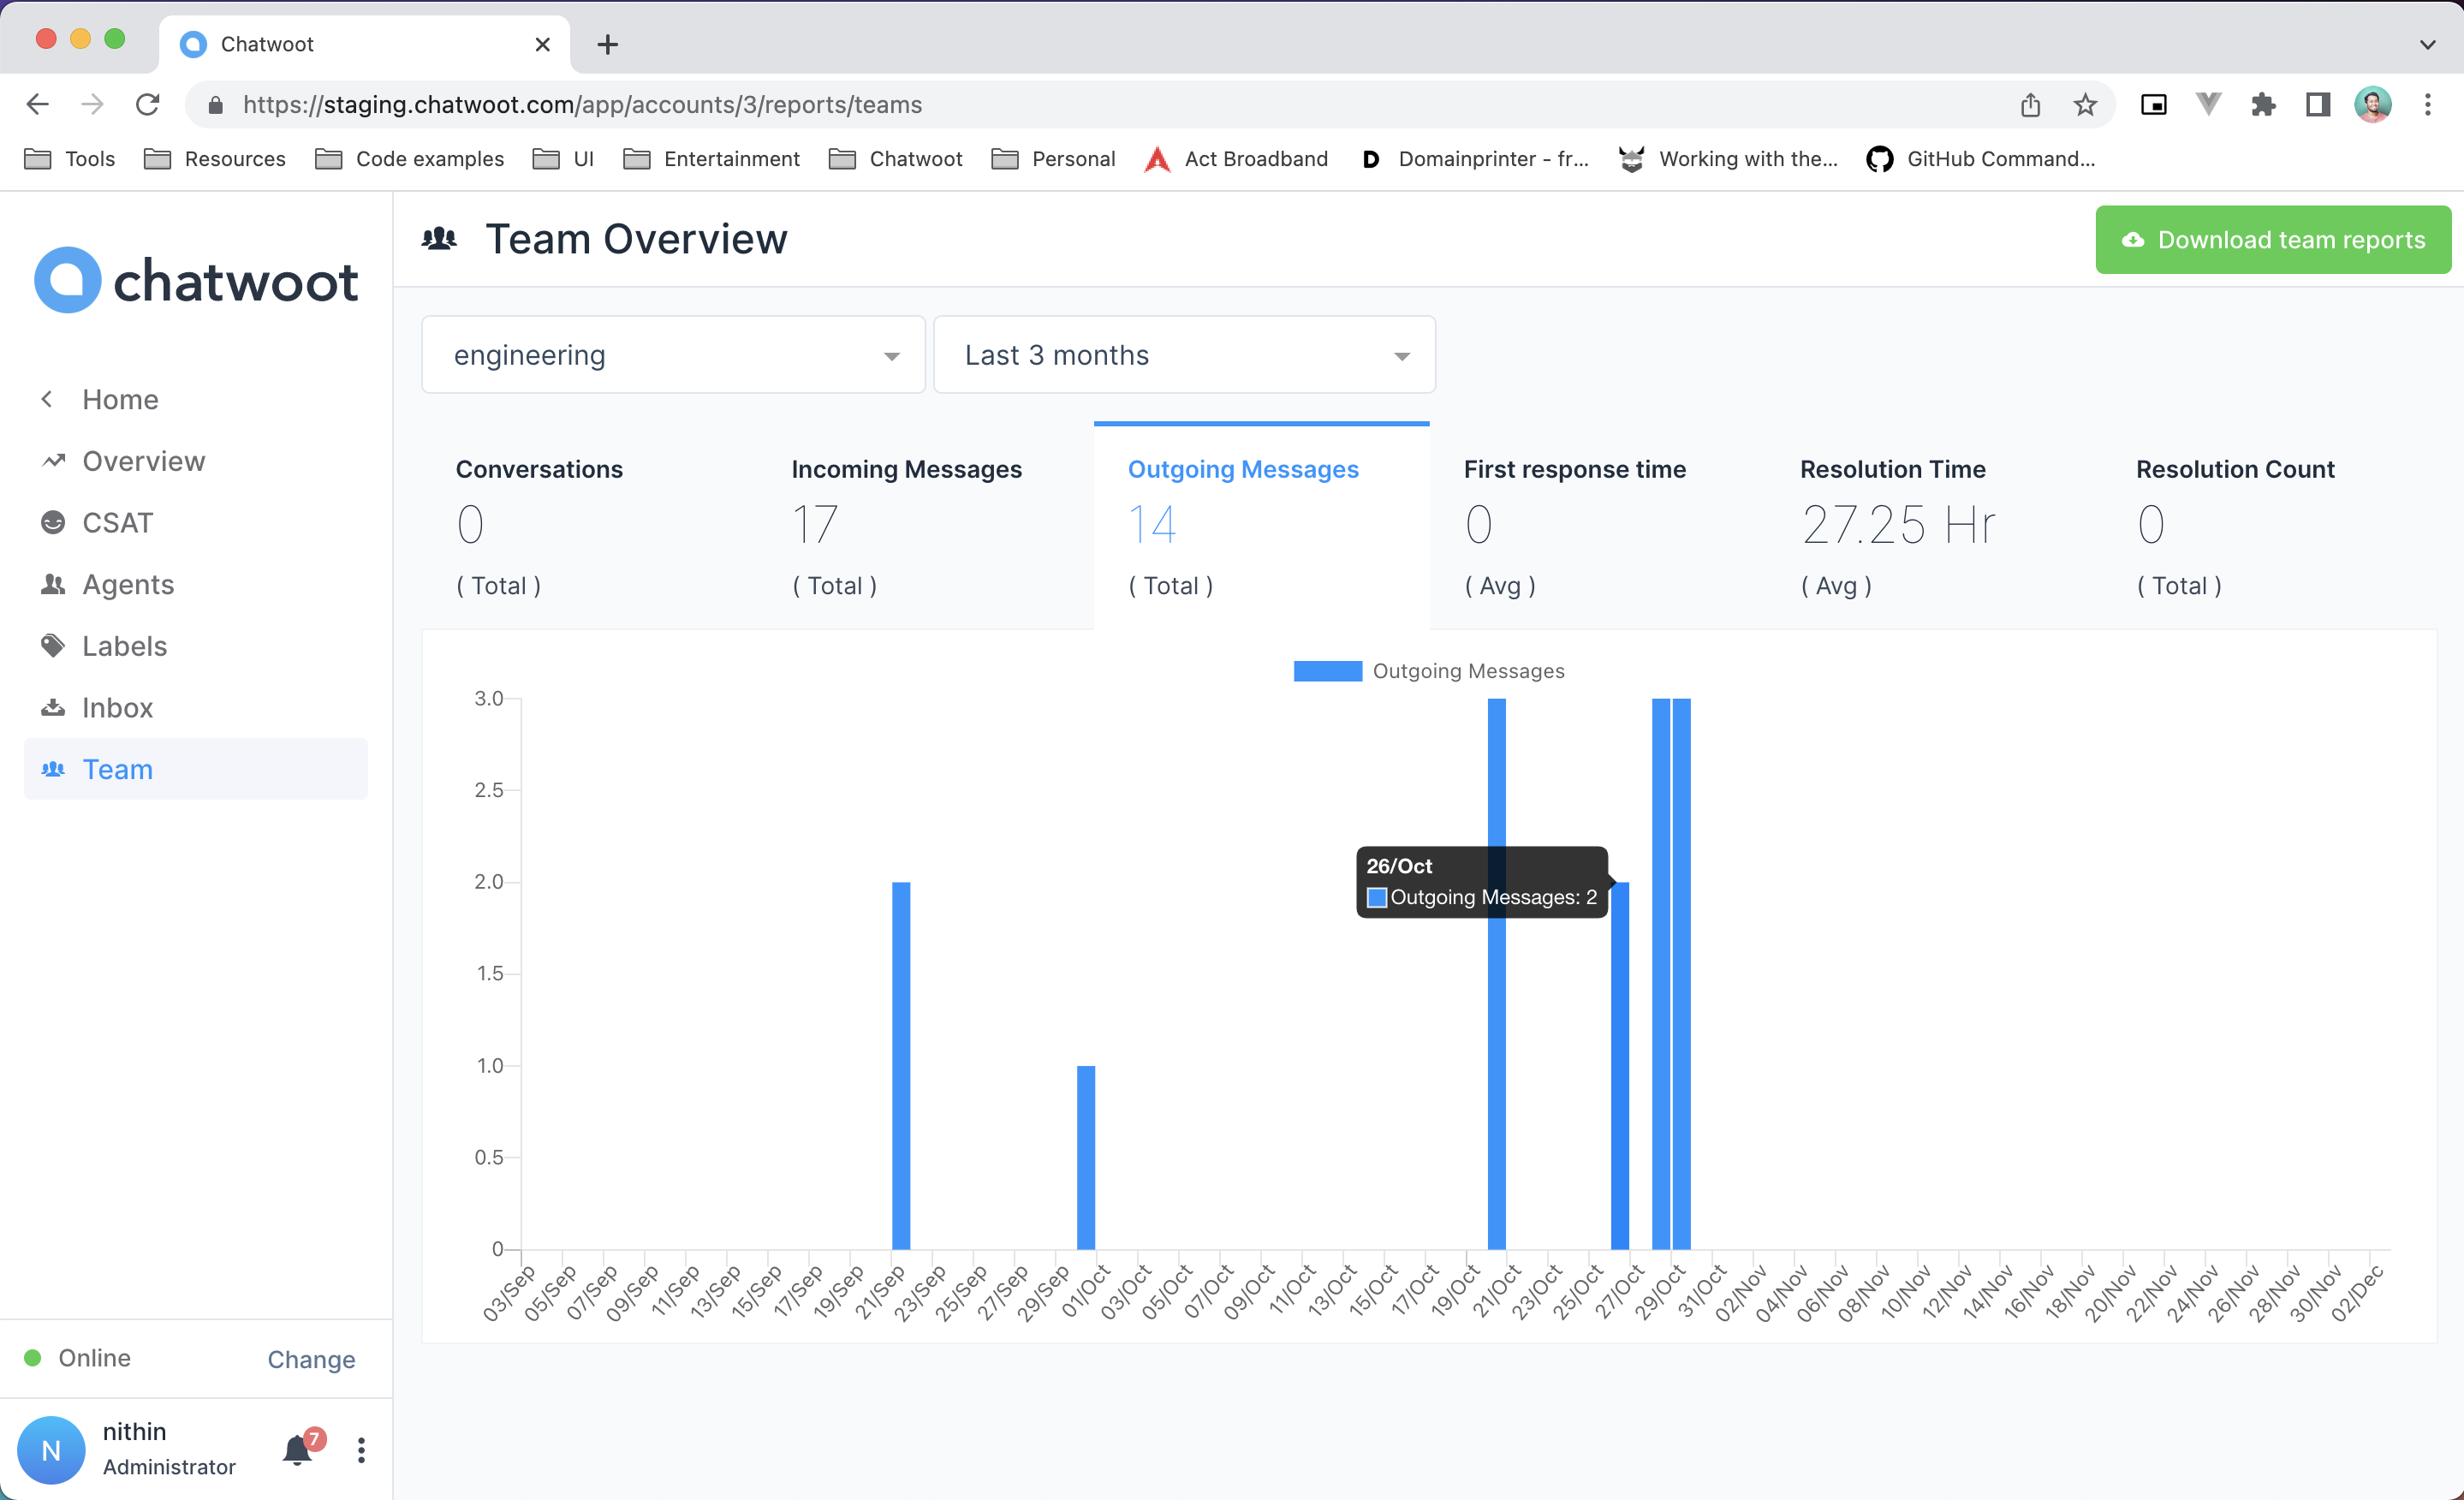 Chatwoot
https://staging.chatwoot.com/app/accounts/3/reports/teams
Tools Resources Code examples UI Entertainment Chatwoot Personal Act Broadband D Domainprinter - fr... Working with the... GitHub Command...
chatwoot
Home
Overview
CSAT
Agents
Labels
Inbox
Team
Online Change
N
nithin
Administrator
7
Team Overview
Download team reports
engineering Last 3 months
Conversations Incoming Messages Outgoing Messages First response time Resolution Time Resolution Count
0 17 14 0 27.25 Hr 0
( Total ) ( Total ) ( Total ) ( Avg ) ( Avg ) ( Total )
Outgoing Messages
3.0
2.5
2.0
1.5
1.0
0.5
0
26/Oct
Outgoing Messages: 2
03/Sep 05/Sep 07/Sep 09/Sep 11/Sep 13/Sep 15/Sep 17/Sep 19/Sep 21/Sep 23/Sep 25/Sep 27/Sep 29/Sep 01/Oct 03/Oct 05/Oct 07/Oct 09/Oct 11/Oct 13/Oct 15/Oct 17/Oct 19/Oct 21/Oct 23/Oct 25/Oct 27/Oct 29/Oct 31/Oct 02/Nov 04/Nov 06/Nov 08/Nov 10/Nov 12/Nov 14/Nov 16/Nov 18/Nov 20/Nov 22/Nov 24/Nov 26/Nov 28/Nov 30/Nov 02/Dec